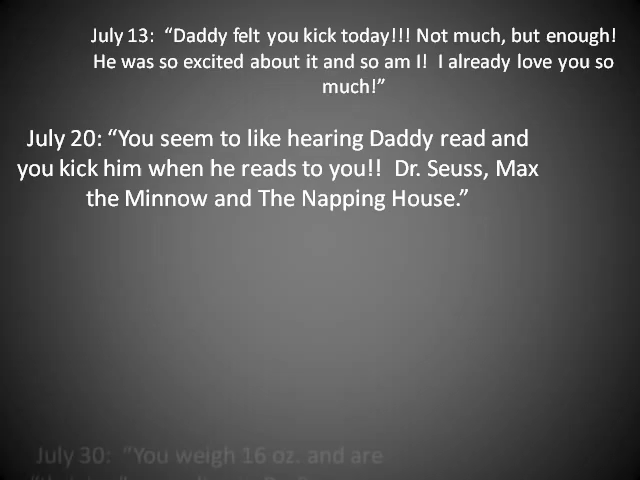 July 13:  “Daddy felt you kick today!!! Not much, but enough!
He was so excited about it and so am I!  I already love you so
much!”
July 20: “You seem to like hearing Daddy read and
you kick him when he reads to you!!  Dr. Seuss, Max
the Minnow and The Napping House.”
July 30:  “You weigh 16 oz. and are